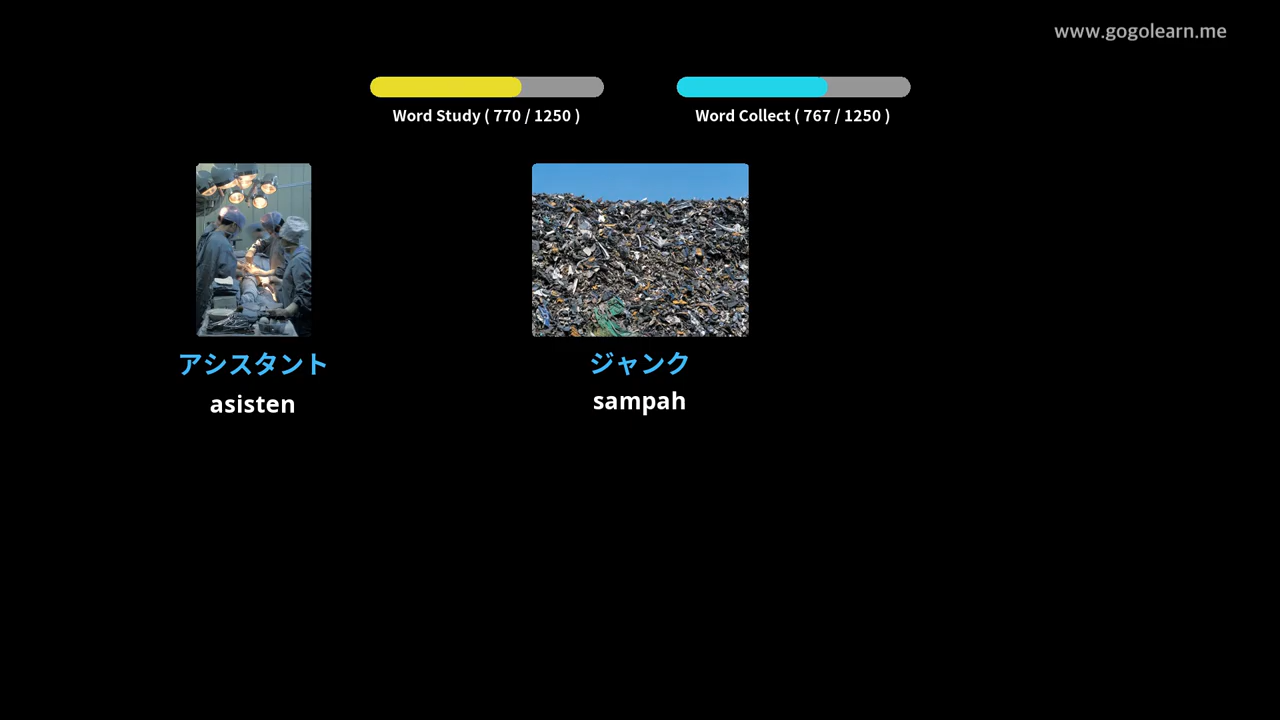 www.gogolearn.me
Word Study ( 770 / 1250 )
Word Collect ( 767 / 1250 )
アシスタント
asisten
ジャンク
sampah